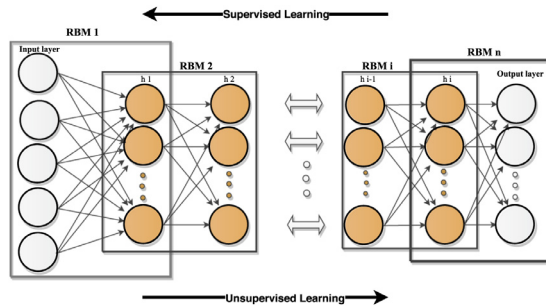 Supervised Learning
RBM 1
Input layer
RBM 2
h 1
h 2
RBM i
h i-1
h i
RBM n
Output layer
Unsupervised Learning